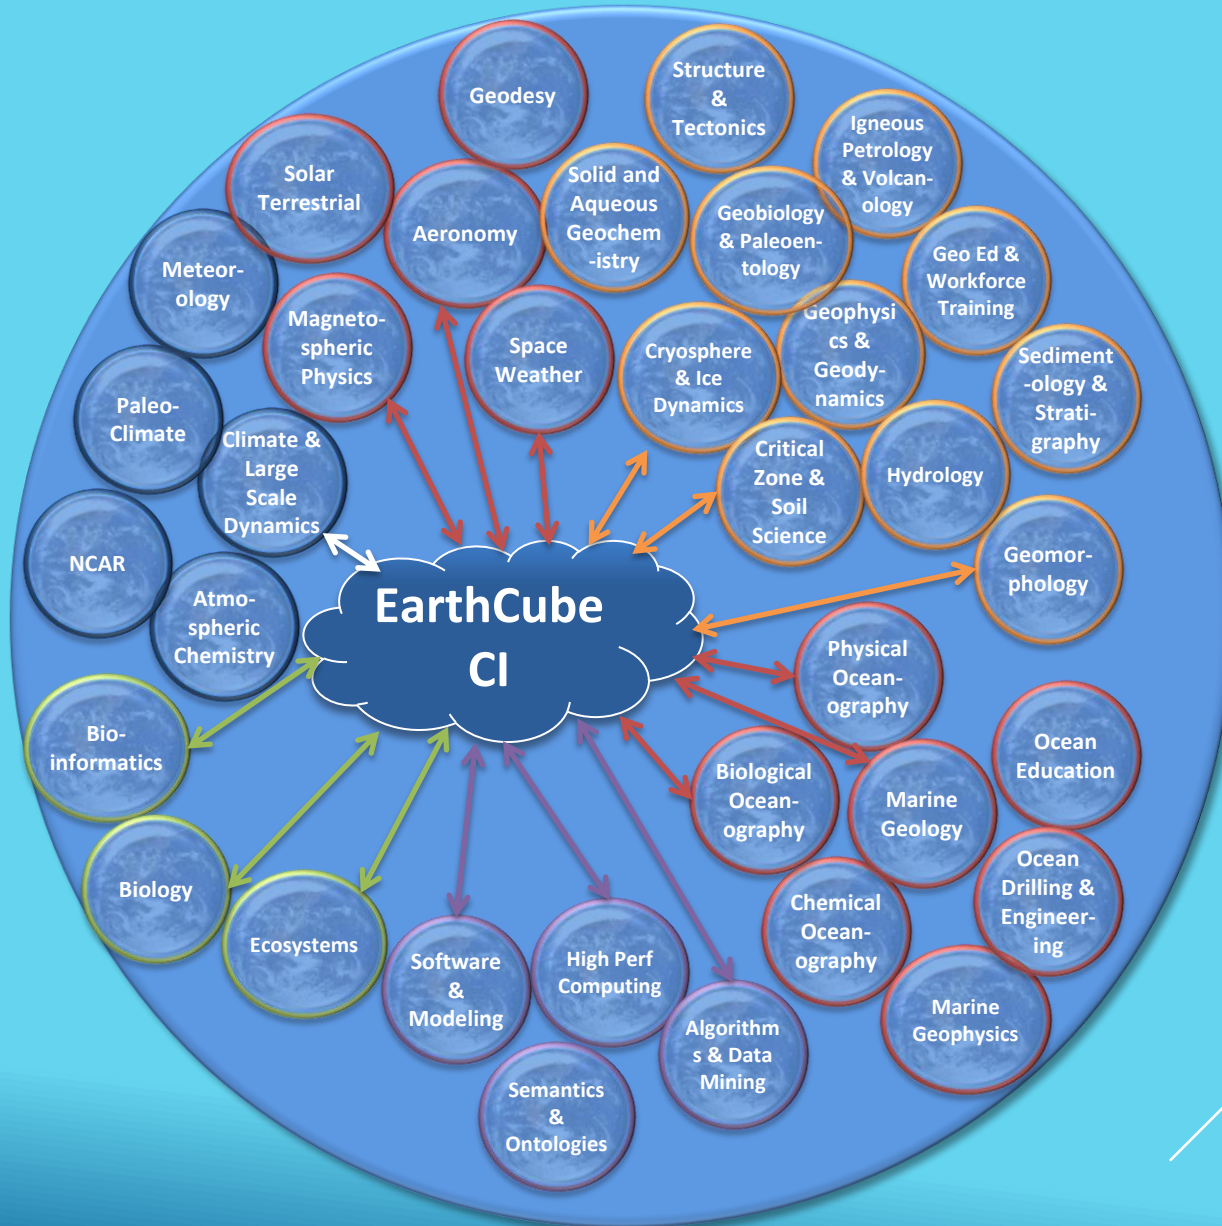 Geodesy
Structure
&
Tectonics
Igneous
Petrology
& Volcan-
ology
Solar
Terrestrial
Aeronomy
Solid and
Aqueous
Geochem
-istry
Geobiology
& Paleoen-
tology
Geo Ed &
Workforce
Training
Meteor-
ology
Magneto-
spheric
Physics
Space
Weather
Cryosphere
& Ice
Dynamics
Geophysi
cs &
Geody-
namics
Sediment
-ology &
Strati-
graphy
Paleo-
Climate
Climate &
Large
Scale
Dynamics
Critical
Zone &
Soil
Science
Hydrology
NCAR
Geomor-
phology
Atmo-
spheric
Chemistry
EarthCube
CI
Physical
Ocean-
ography
Bio-
informatics
Biological
Ocean-
ography
Marine
Geology
Ocean
Education
Biology
Ecosystems
Software
&
Modeling
High Perf
Computing
Chemical
Ocean-
ography
Ocean
Drilling &
Engineer-
ing
Algorithm
s & Data
Mining
Marine
Geophysics
Semantics
&
Ontologies